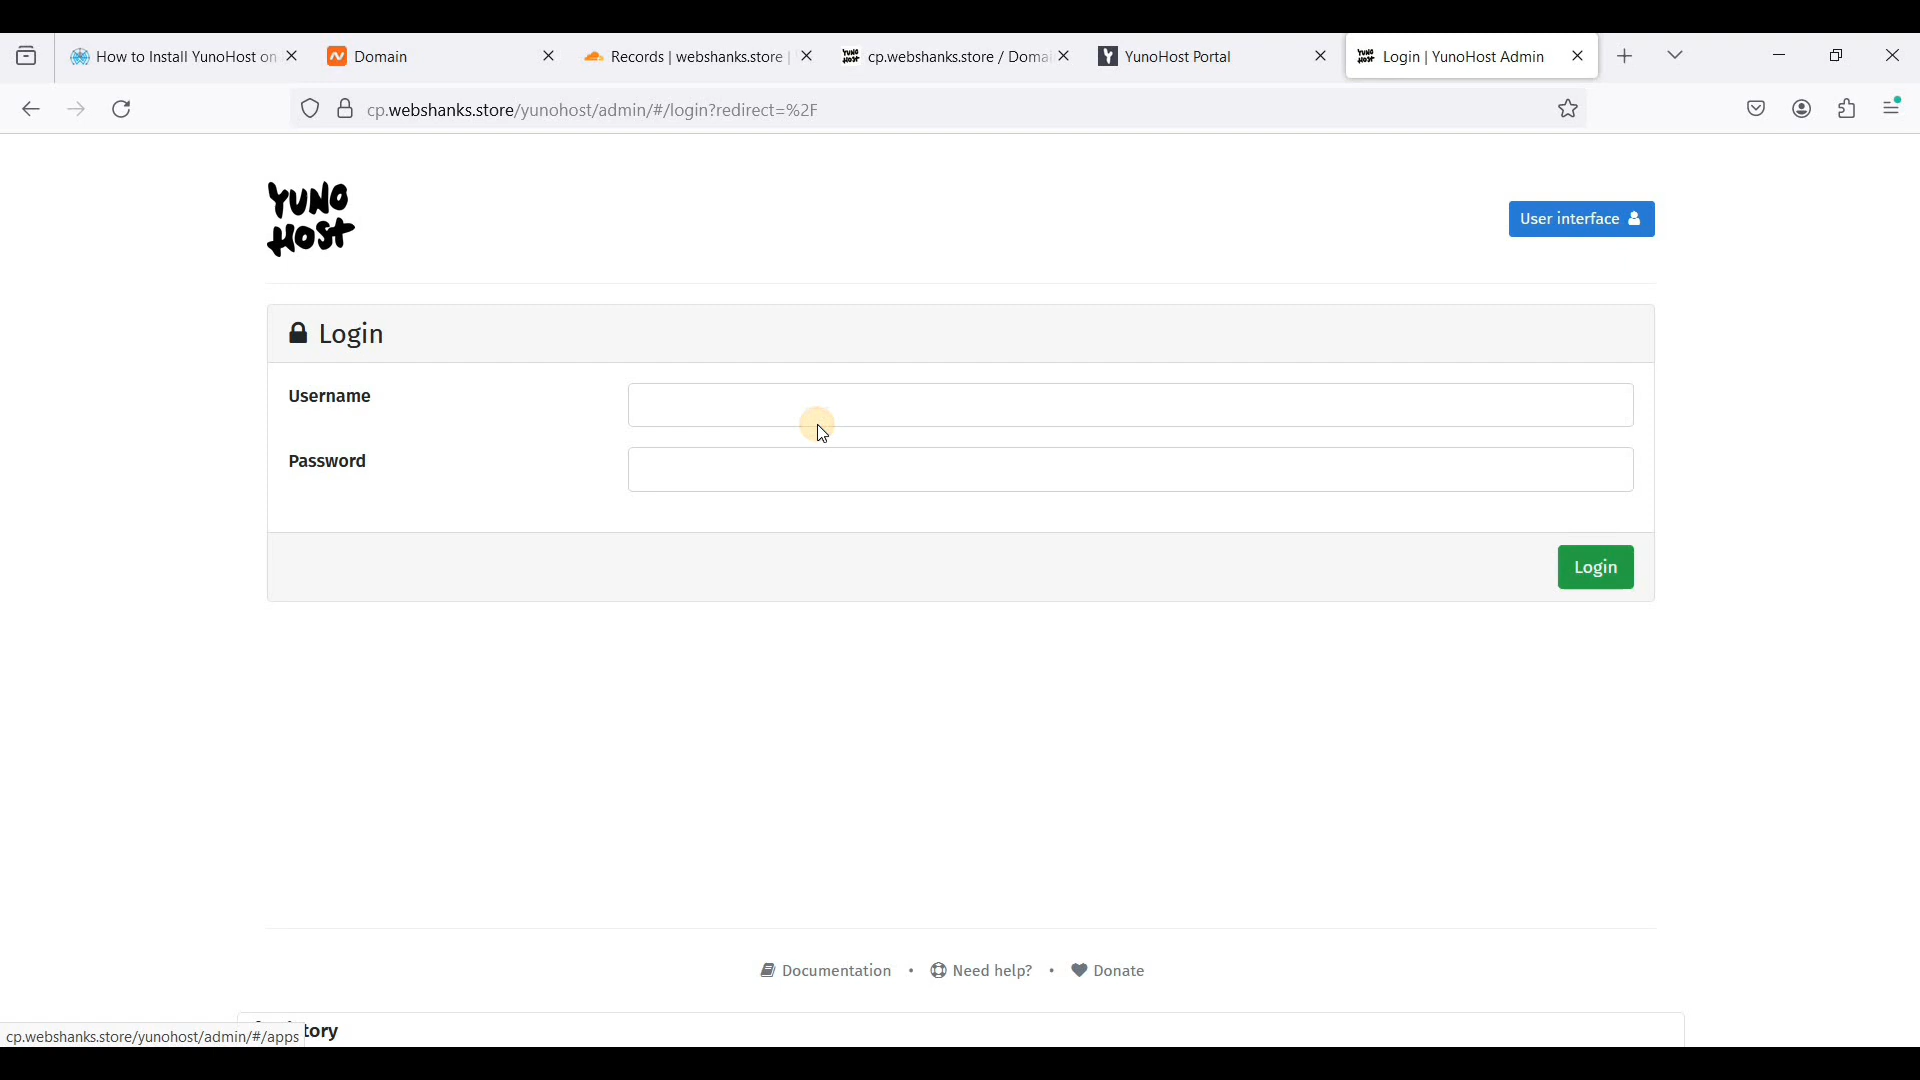 How to Install YunoHost on
Domain
Records | webshanks.store |
cp.webshanks.store / Domai
YunoHost Portal
Login | YunoHost Admin
cp.webshanks.store/yunohost/admin/#/login?redirect=%2F
YUNO
HOST
User interface
Login
Username
Password
Login
Documentation • Need help? • Donate
tory
cp.webshanks.store/yunohost/admin/#/apps